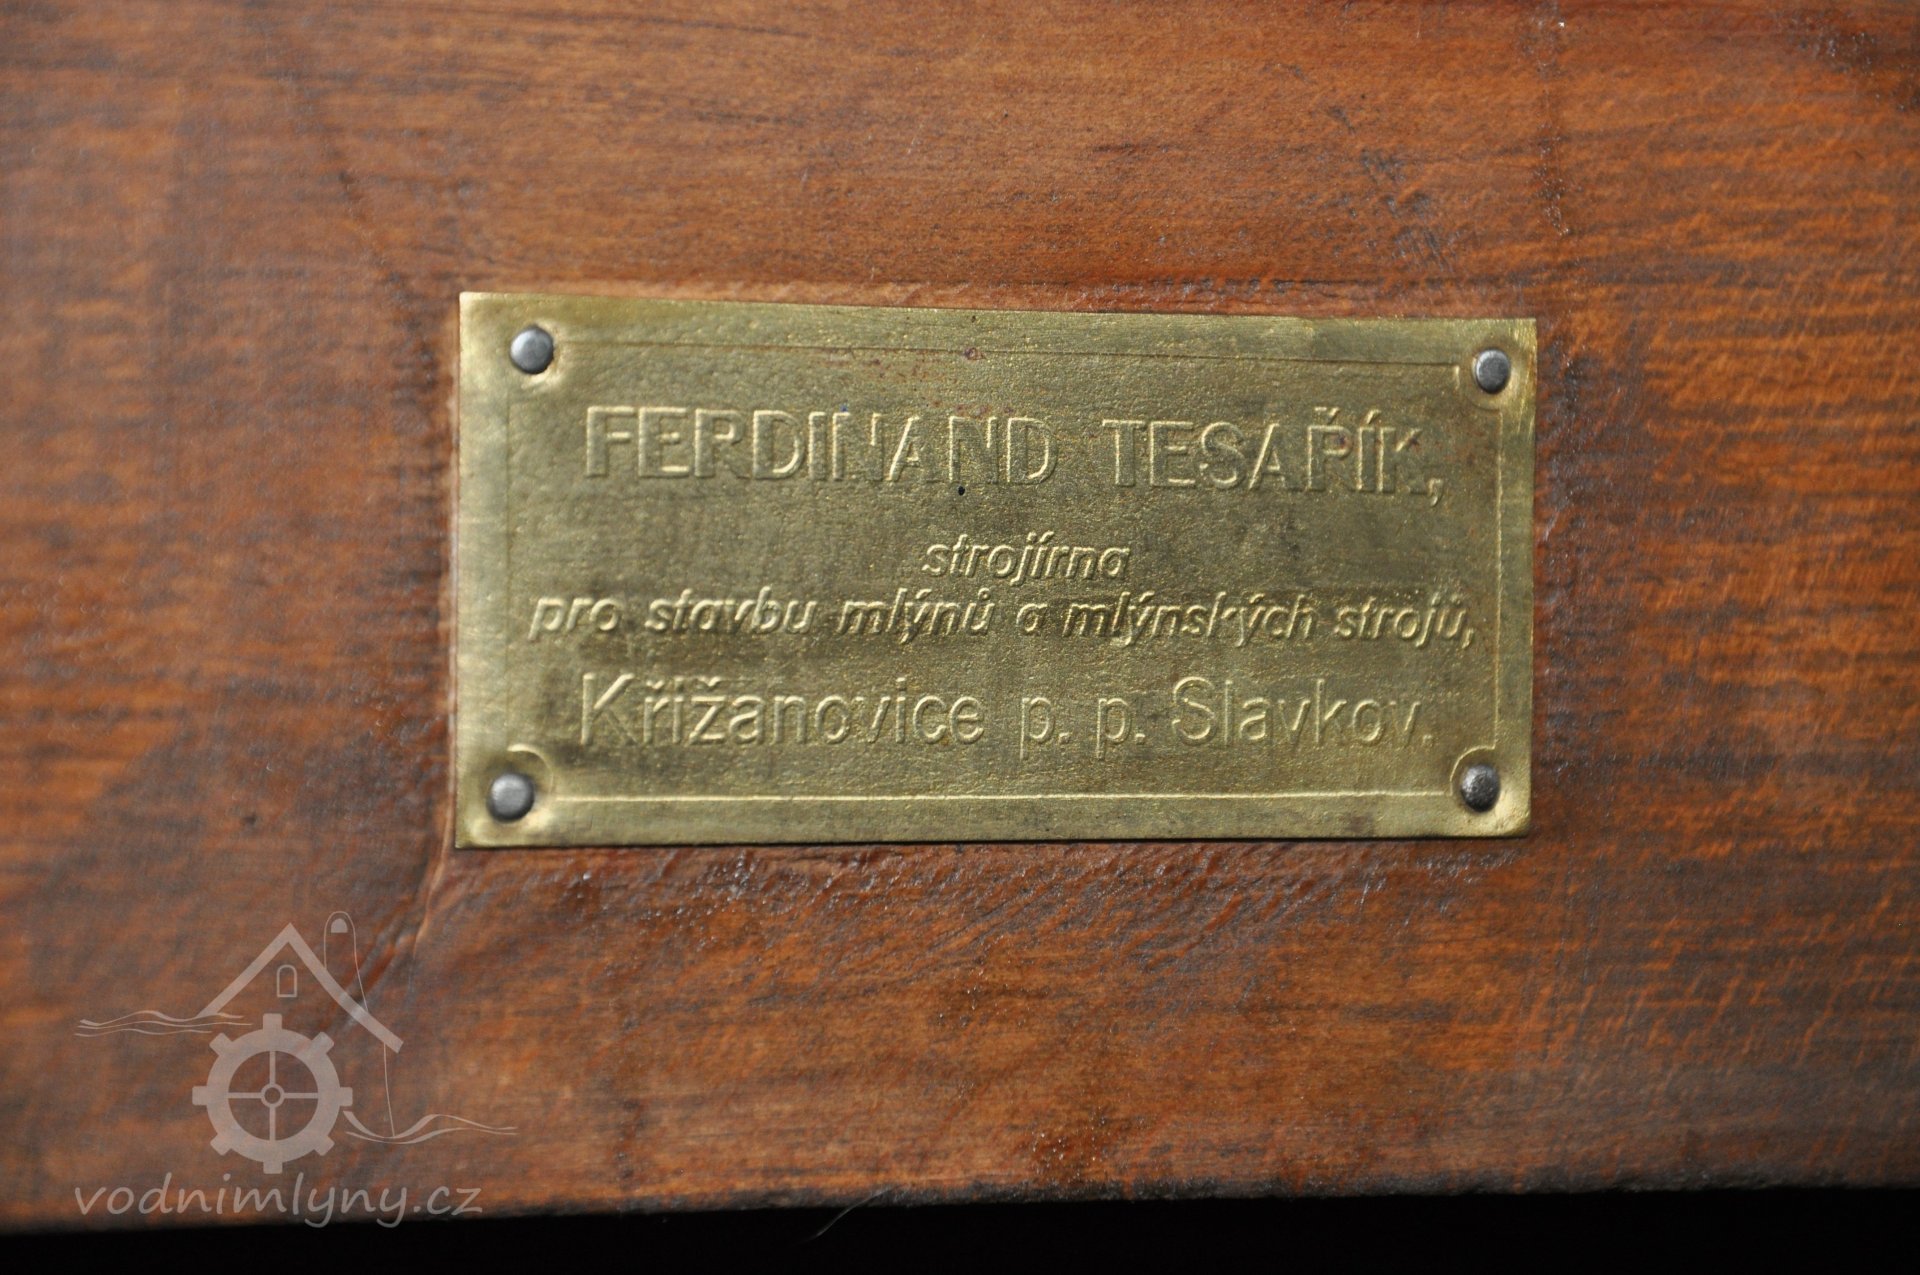 FERDINAND TESAŘÍK,
strojírna
pro stavbu mlýnů a mlýnských strojů,
Křižanovice p. p. Slavkov.
vodnimlyny.cz